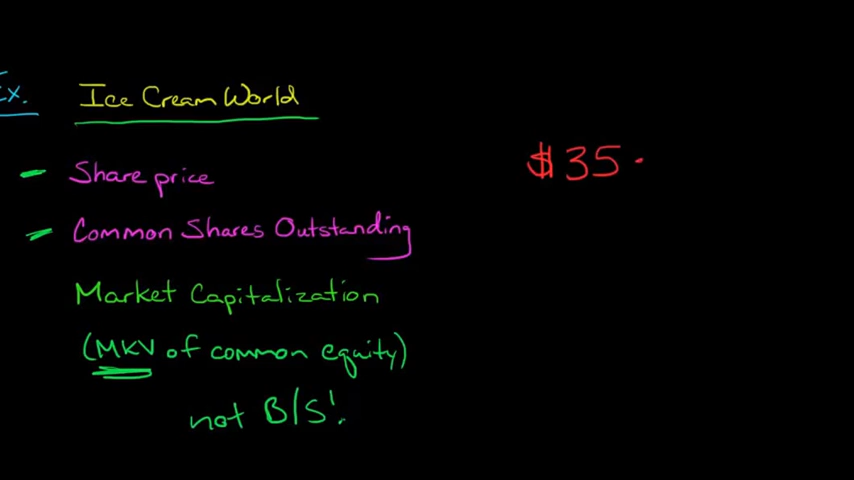 Ex.
Ice Cream World
Share price
$35.
Common Shares Outstanding
Market Capitalization
(MKV of common equity)
not B/S!